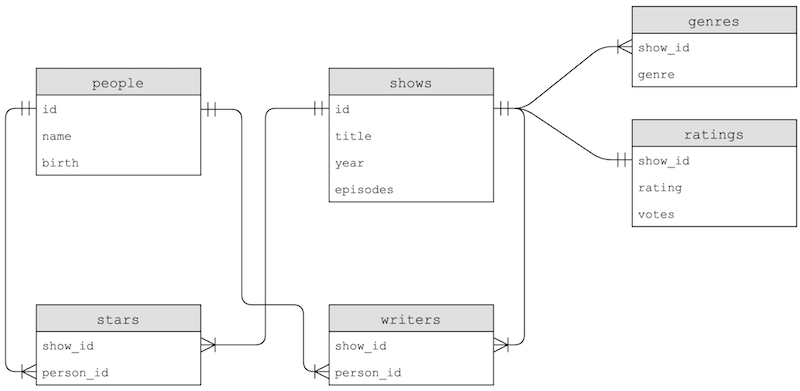 genres
show_id
genre
people
id
name
birth
shows
id
title
year
episodes
ratings
show_id
rating
votes
stars
show_id
person_id
writers
show_id
person_id